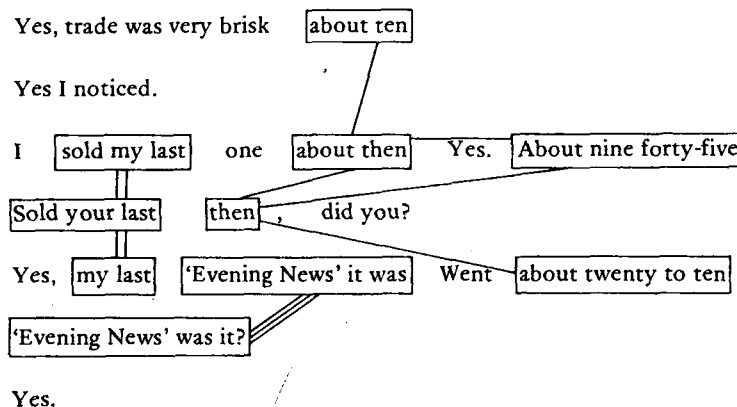 Yes, trade was very brisk about ten
Yes I noticed.
I sold my last one about then Yes. About nine forty-five
Sold your last then , did you?
Yes, my last ‘Evening News’ it was Went about twenty to ten
‘Evening News’ was it?
Yes.